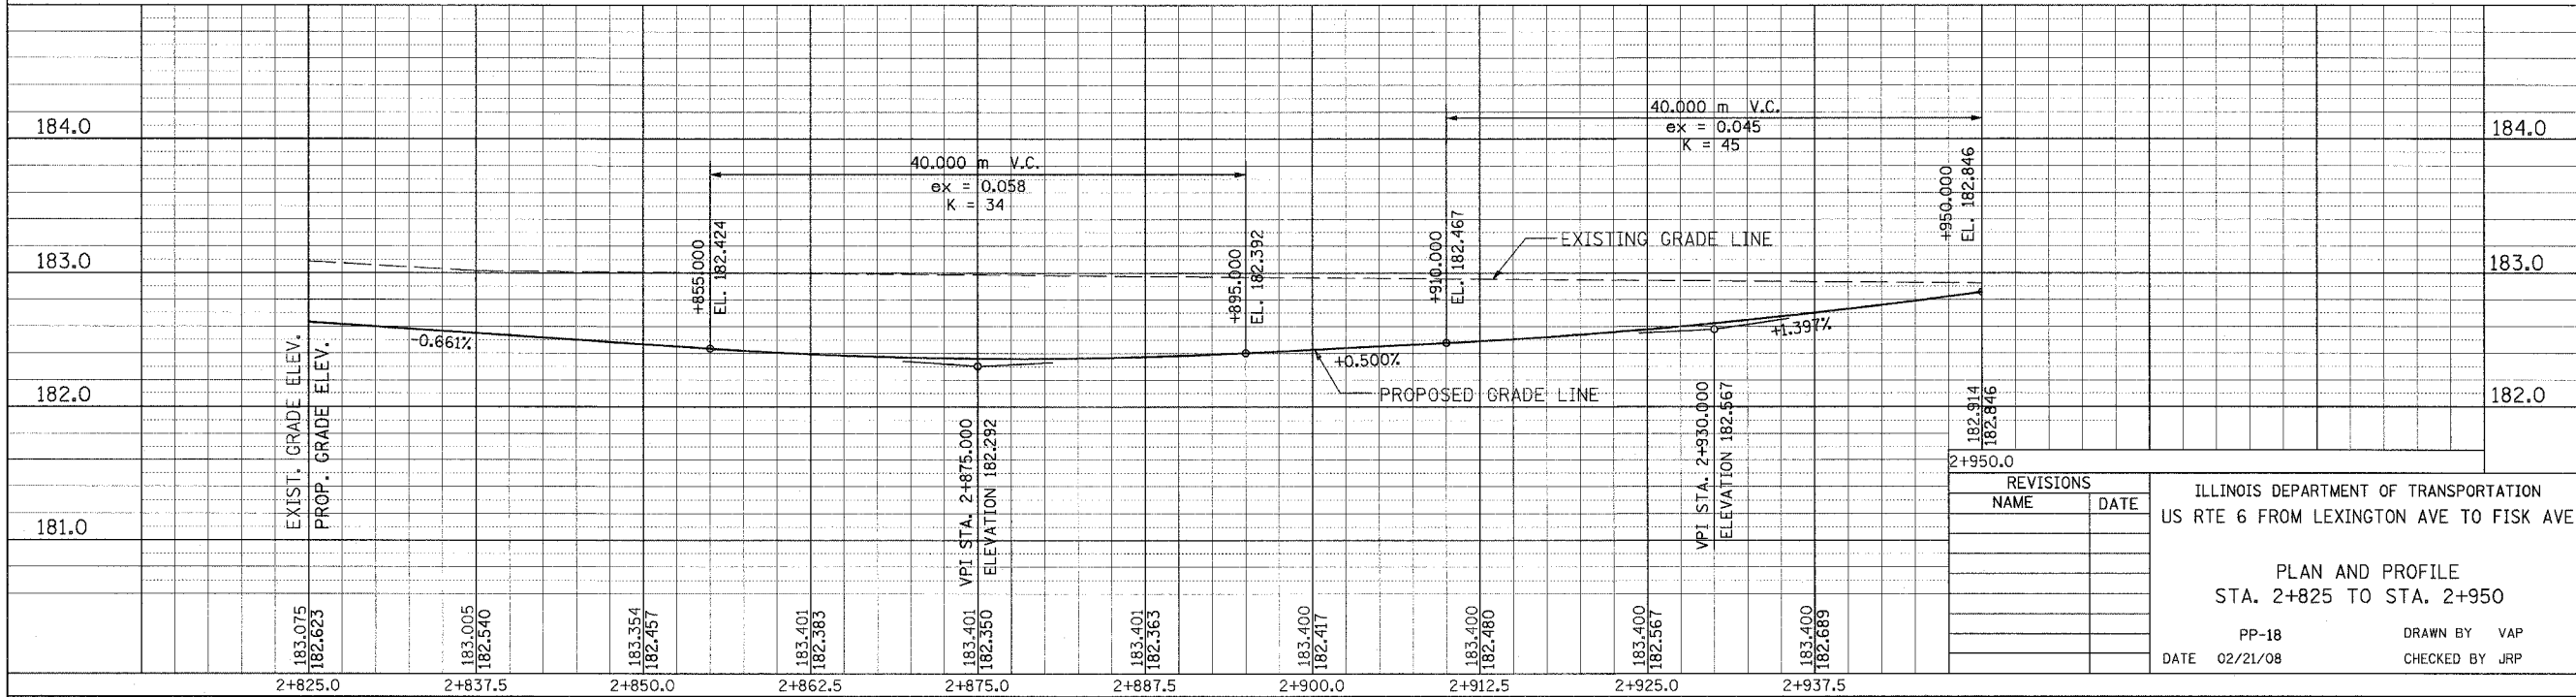 184.0
183.0
182.0
181.0
184.0
183.0
182.0
40.000 m V.C.
ex = 0.058
K = 34
40.000 m V.C.
ex = 0.045
K = 45
+855.000
EL. 182.424
+895.000
EL. 182.392
+910.000
EL. 182.467
+950.000
EL. 182.846
EXISTING GRADE LINE
PROPOSED GRADE LINE
-0.661%
+0.500%
+1.397%
EXIST. GRADE ELEV.
PROP. GRADE ELEV.
VPI STA. 2+875.000
ELEVATION 182.292
VPI STA. 2+930.000
ELEVATION 182.567
183.075
182.623
183.005
182.540
183.354
182.457
183.401
182.383
183.401
182.350
183.401
182.363
183.400
182.417
183.400
182.480
183.400
182.567
183.400
182.689
182.914
182.846
2+825.0
2+837.5
2+850.0
2+862.5
2+875.0
2+887.5
2+900.0
2+912.5
2+925.0
2+937.5
2+950.0
REVISIONS
NAME DATE
ILLINOIS DEPARTMENT OF TRANSPORTATION
US RTE 6 FROM LEXINGTON AVE TO FISK AVE
PLAN AND PROFILE
STA. 2+825 TO STA. 2+950
PP-18 DRAWN BY VAP
DATE 02/21/08 CHECKED BY JRP